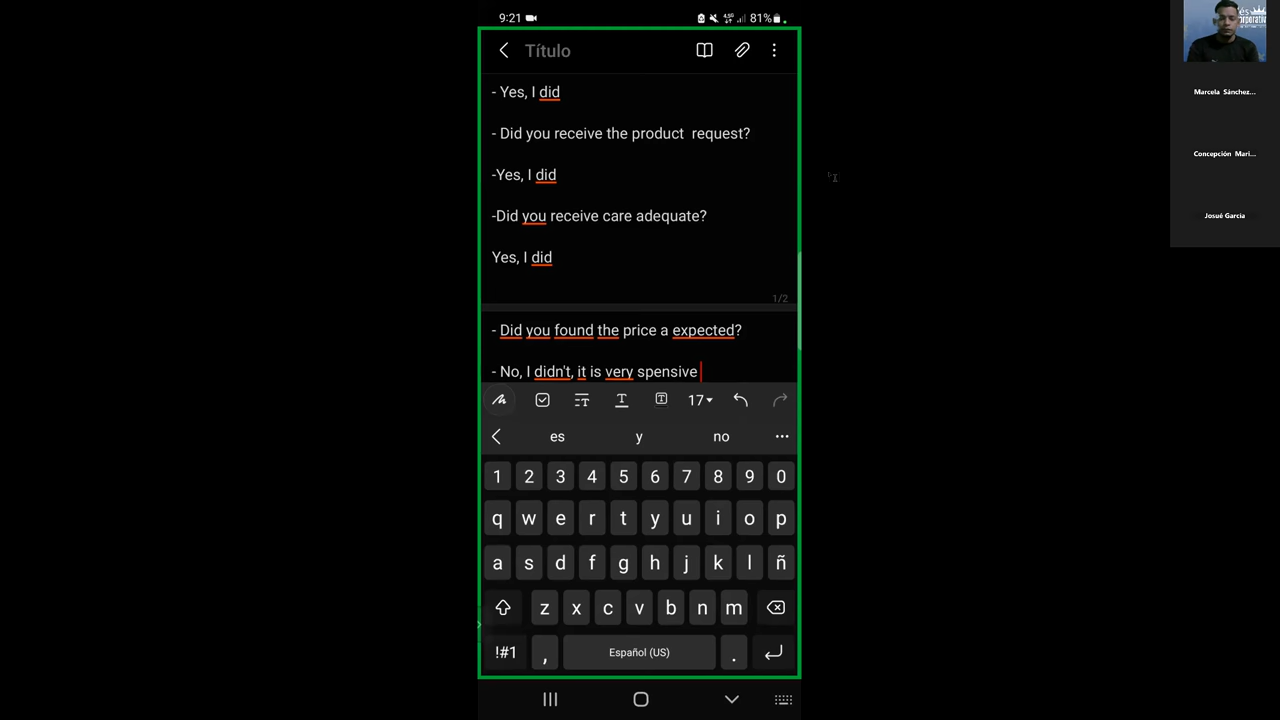 9:21
81%
Título
- Yes, I did
- Did you receive the product  request?
-Yes, I did
-Did you receive care adequate?
Yes, I did
1/2
- Did you found the price a expected?
- No, I didn't, it is very spensive
17
es y no
1 2 3 4 5 6 7 8 9 0
q w e r t y u i o p
a s d f g h j k l ñ
z x c v b n m
!#1 , Español (US) .
Marcela Sánchez...
Concepción Mari...
Josué Garcia